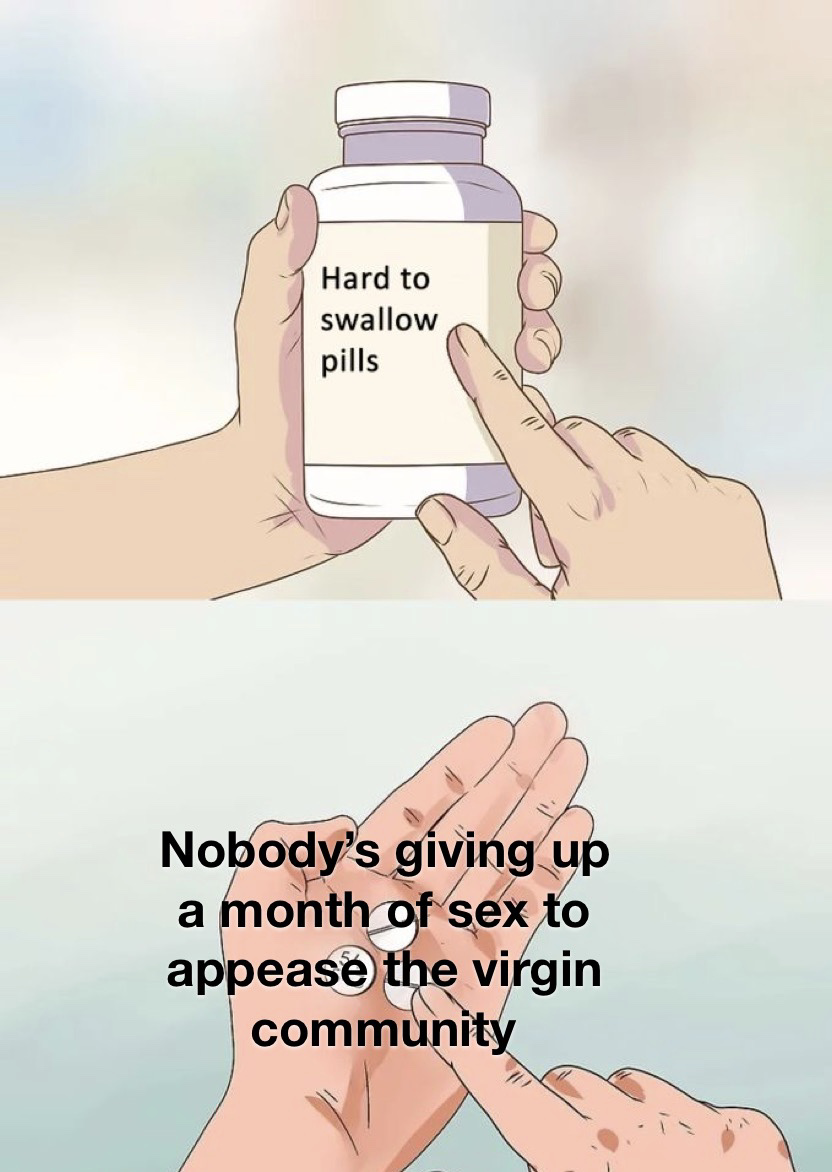 Hard to
swallow
pills
Nobody’s giving up
a month of sex to
appease the virgin
community